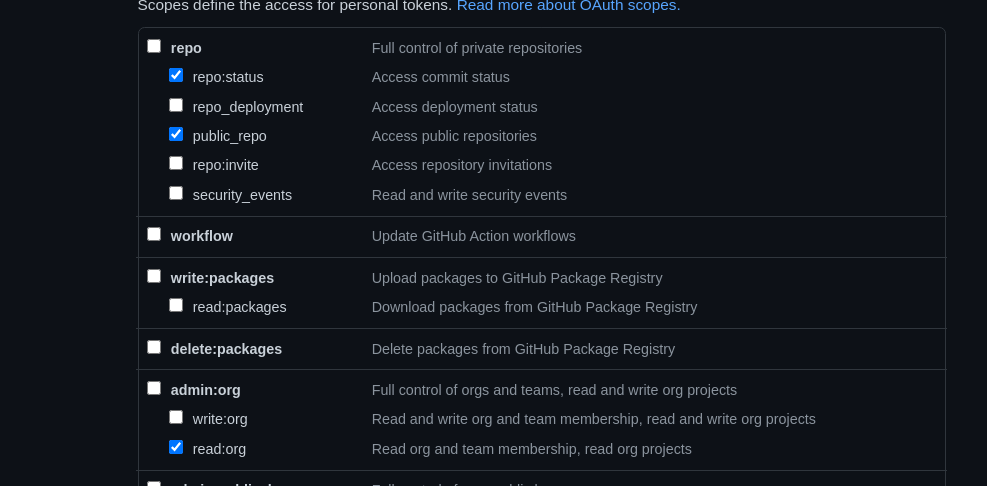 Scopes define the access for personal tokens. Read more about OAuth scopes.
repo Full control of private repositories
repo:status Access commit status
repo_deployment Access deployment status
public_repo Access public repositories
repo:invite Access repository invitations
security_events Read and write security events
workflow Update GitHub Action workflows
write:packages Upload packages to GitHub Package Registry
read:packages Download packages from GitHub Package Registry
delete:packages Delete packages from GitHub Package Registry
admin:org Full control of orgs and teams, read and write org projects
write:org Read and write org and team membership, read and write org projects
read:org Read org and team membership, read org projects